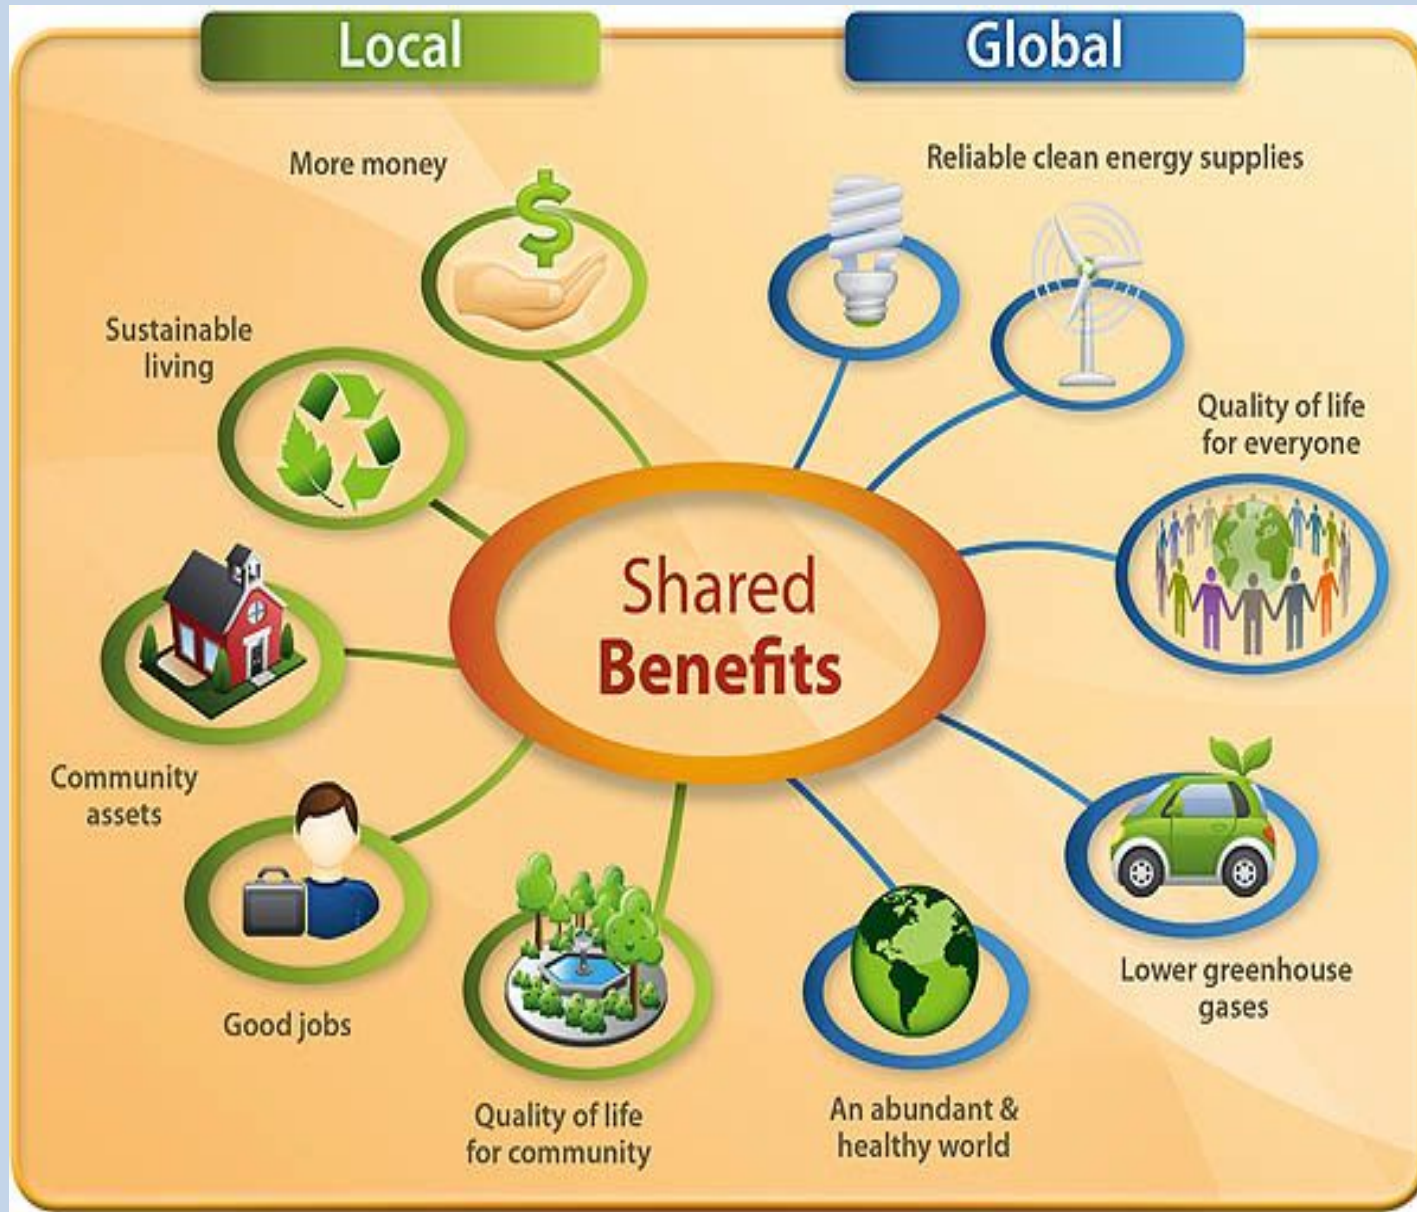 Local
Global
More money
Reliable clean energy supplies
Sustainable
living
Quality of life
for everyone
Shared
Benefits
Community
assets
Lower greenhouse
gases
Good jobs
Quality of life
for community
An abundant &
healthy world
$